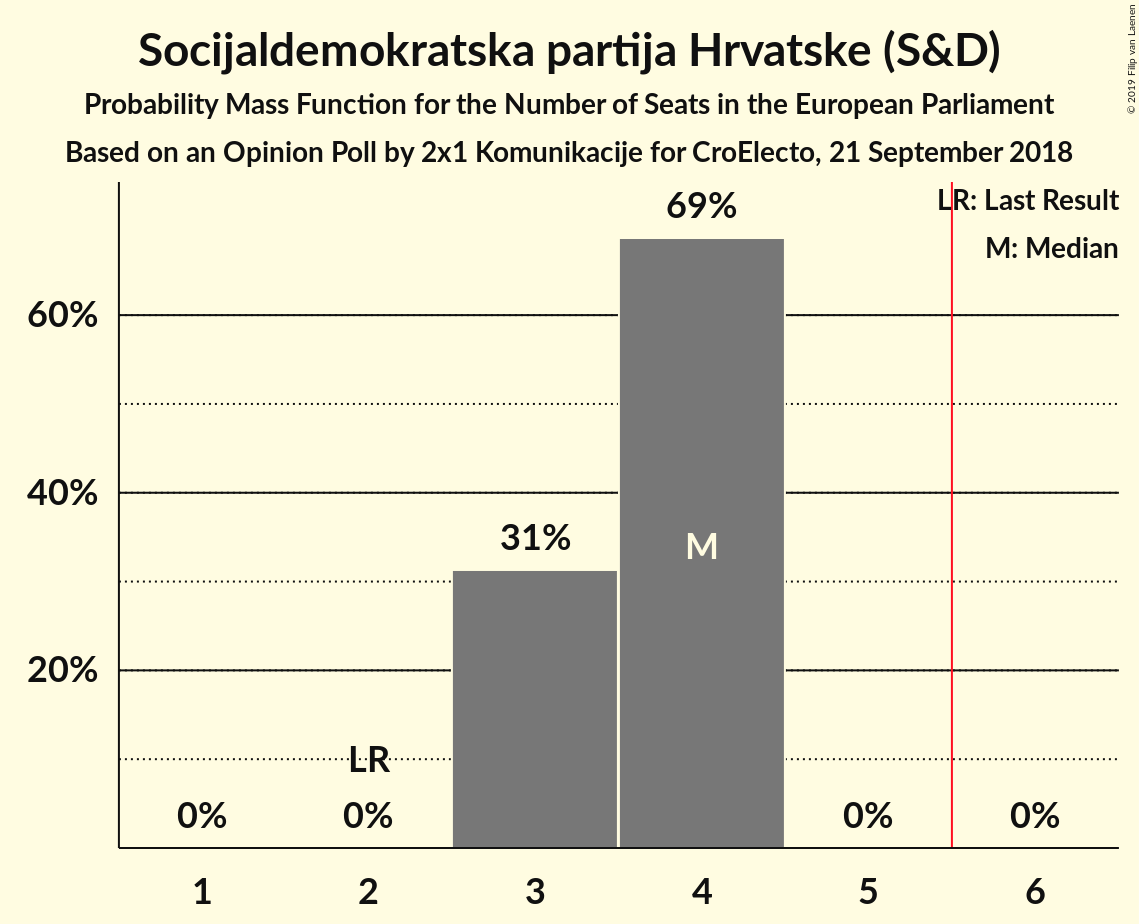 Socijaldemokratska partija Hrvatske (S&D)
Probability Mass Function for the Number of Seats in the European Parliament
Based on an Opinion Poll by 2x1 Komunikacije for CroElecto, 21 September 2018
© 2019 Filip van Laenen
LR: Last Result
M: Median
69%
60%
40%
31%
M
20%
LR
0%
0%
0%
0%
1
2
3
4
5
6